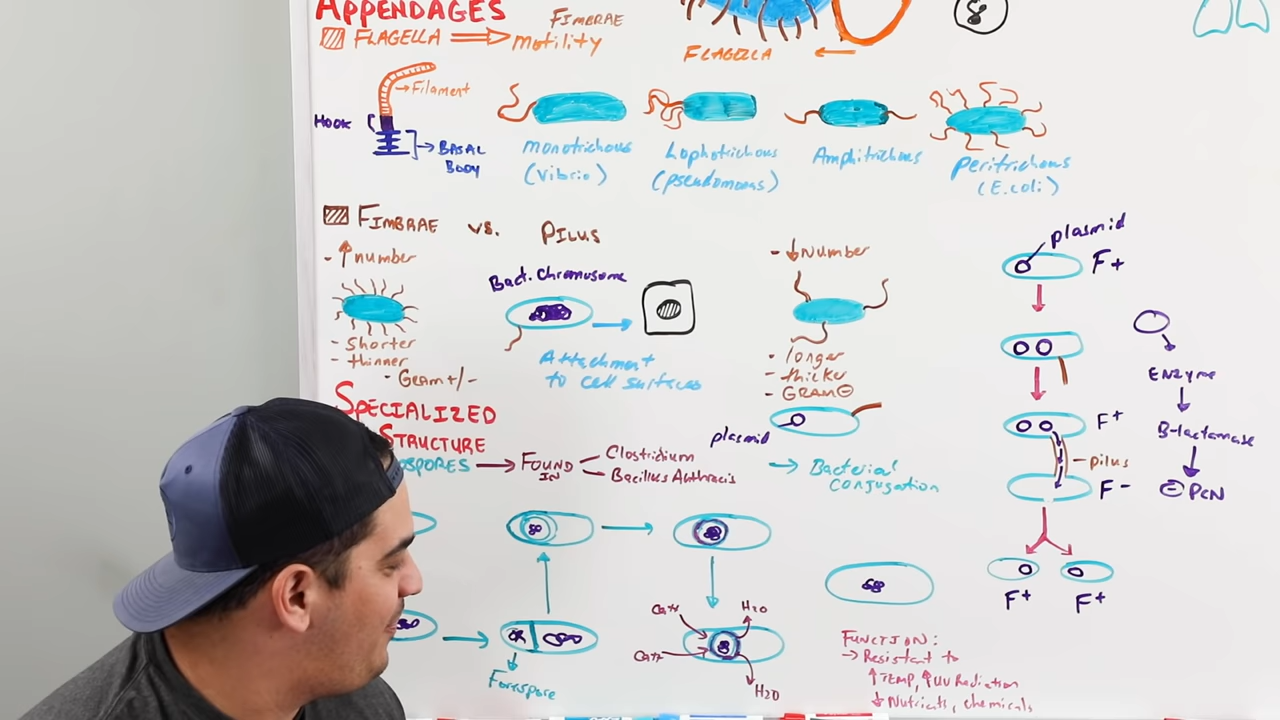 APPENDAGES
FIMBRAE
FLAGELLA
motility
FLAGELLA
8
Filament
HOOK
BASAL
BODY
monotrichous
(vibrio)
Lophotrichous
(pseudomonas)
Amphitrichous
peritrichous
(E.coli)
FIMBRAE vs. PILUS
- ↑ number
- Shorter
- thinner
- Gram+/-
Bact. Chromosome
Attachment
to cell surfaces
- ↓ Number
- longer
- thicker
- GRAM ⊖
plasmid
→ Bacterial
conjugation
plasmid
F+
F+
pilus
F-
F+ F+
ENZyme
B-lactamase
⊖ PCN
SPECIALIZED
STRUCTURE
OSPORES → FOUND
IN
Clostridium
Bacillus Anthracis
Forespore
Ca++
H2O
Ca++
H2O
FUNCTION:
→ Resistant to
↑ TEMP, ↑ UV Radiation
↓ Nutrients, chemicals